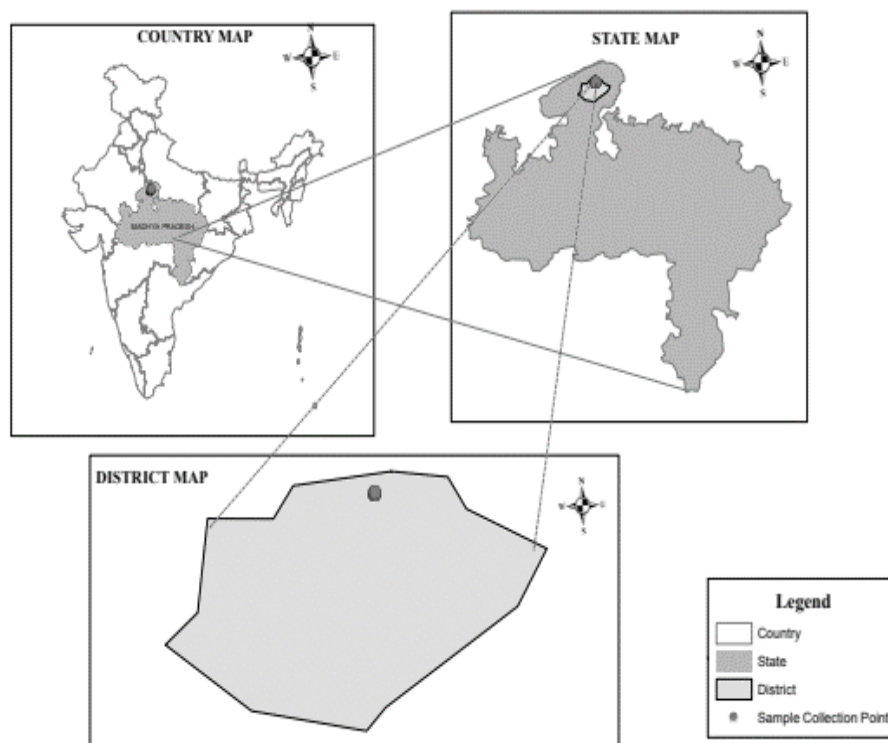 COUNTRY MAP
N
W E
S
MADHYA PRADESH
STATE MAP
N
W E
S
DISTRICT MAP
N
W E
S
Legend
Country
State
District
Sample Collection Point